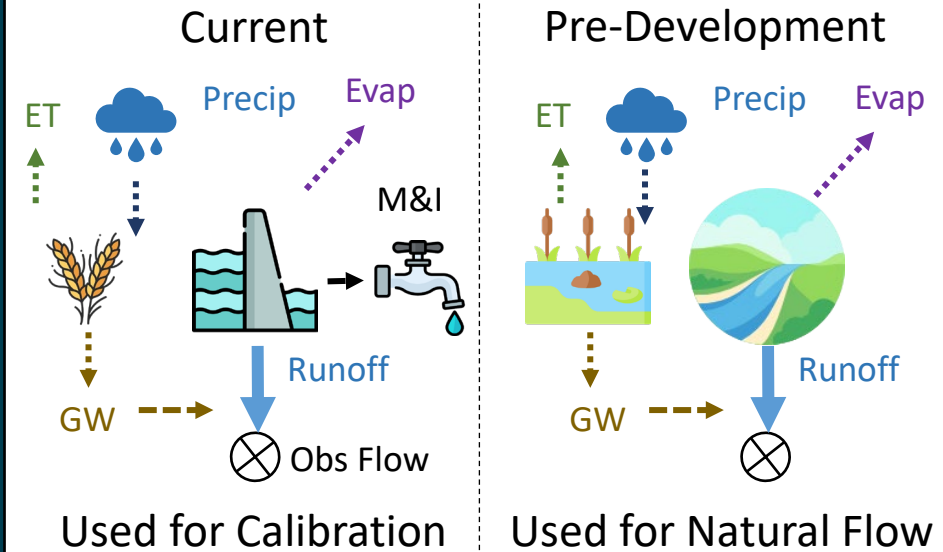 Current
ET
Precip
Evap
M&I
Runoff
GW
Obs Flow
Used for Calibration
Pre-Development
ET
Precip
Evap
Runoff
GW
Used for Natural Flow